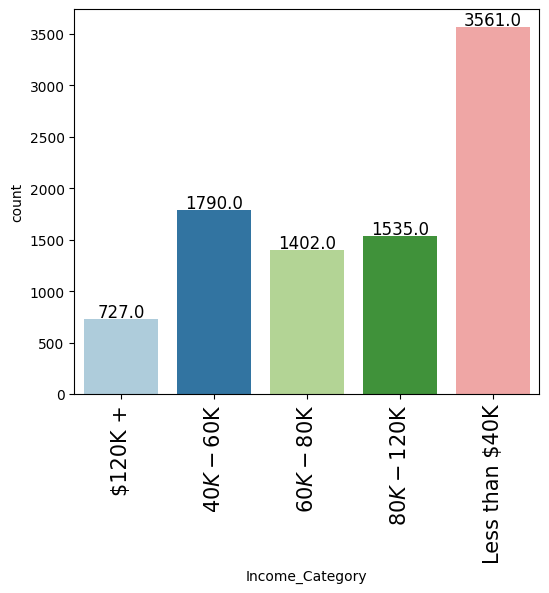 3561.0
3500
3000
2500
2000
1790.0
1535.0
1500
1402.0
1000
727.0
500
0
count
$120K +
40K − 60K
60K − 80K
80K − 120K
Less than $40K
Income_Category